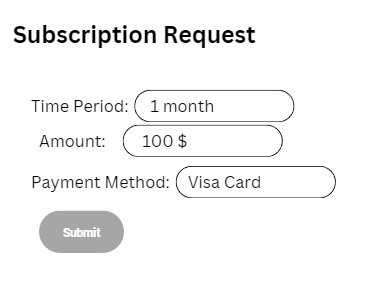 Subscription Request
Time Period: 1 month
Amount: 100 $
Payment Method: Visa Card
Submit